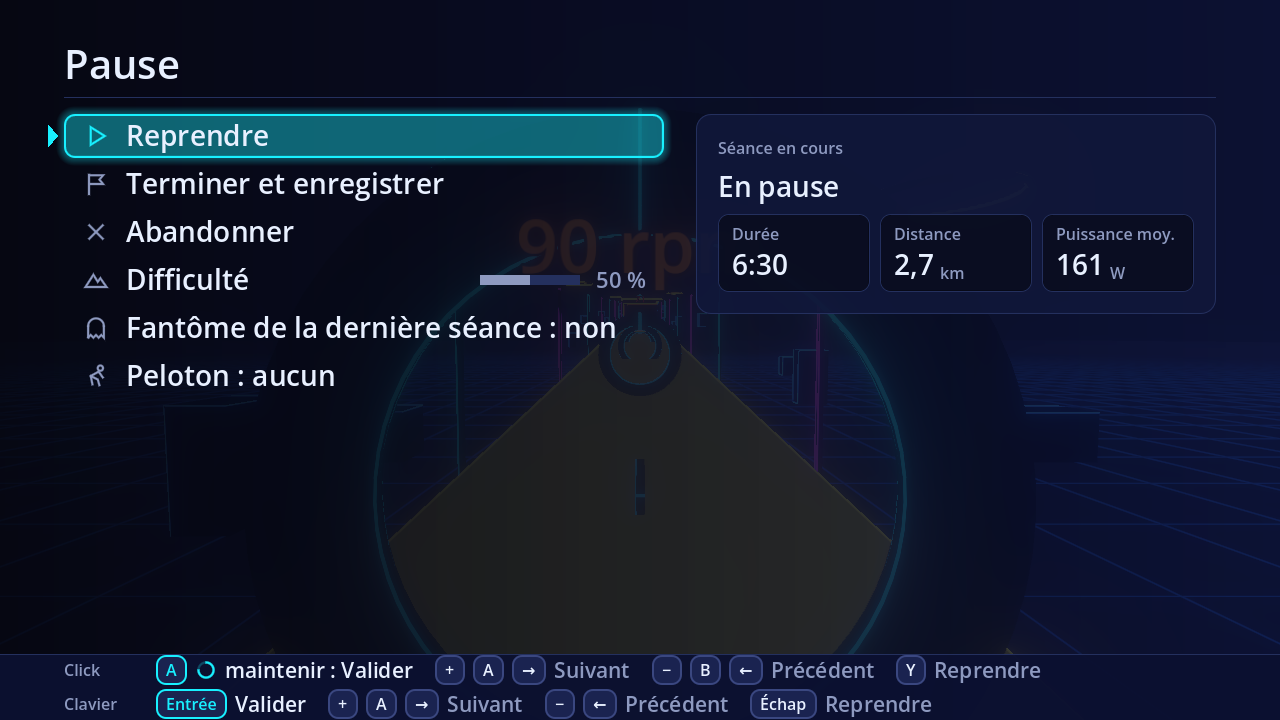 Pause
Reprendre
Terminer et enregistrer
Abandonner
Difficulté 50 %
Fantôme de la dernière séance : non
Peloton : aucun
Séance en cours
En pause
Durée Distance Puissance moy.
6:30 2,7 km 161 W
90
Click A maintenir : Valider + A → Suivant − B ← Précédent Y Reprendre
Clavier Entrée Valider + A → Suivant − ← Précédent Échap Reprendre